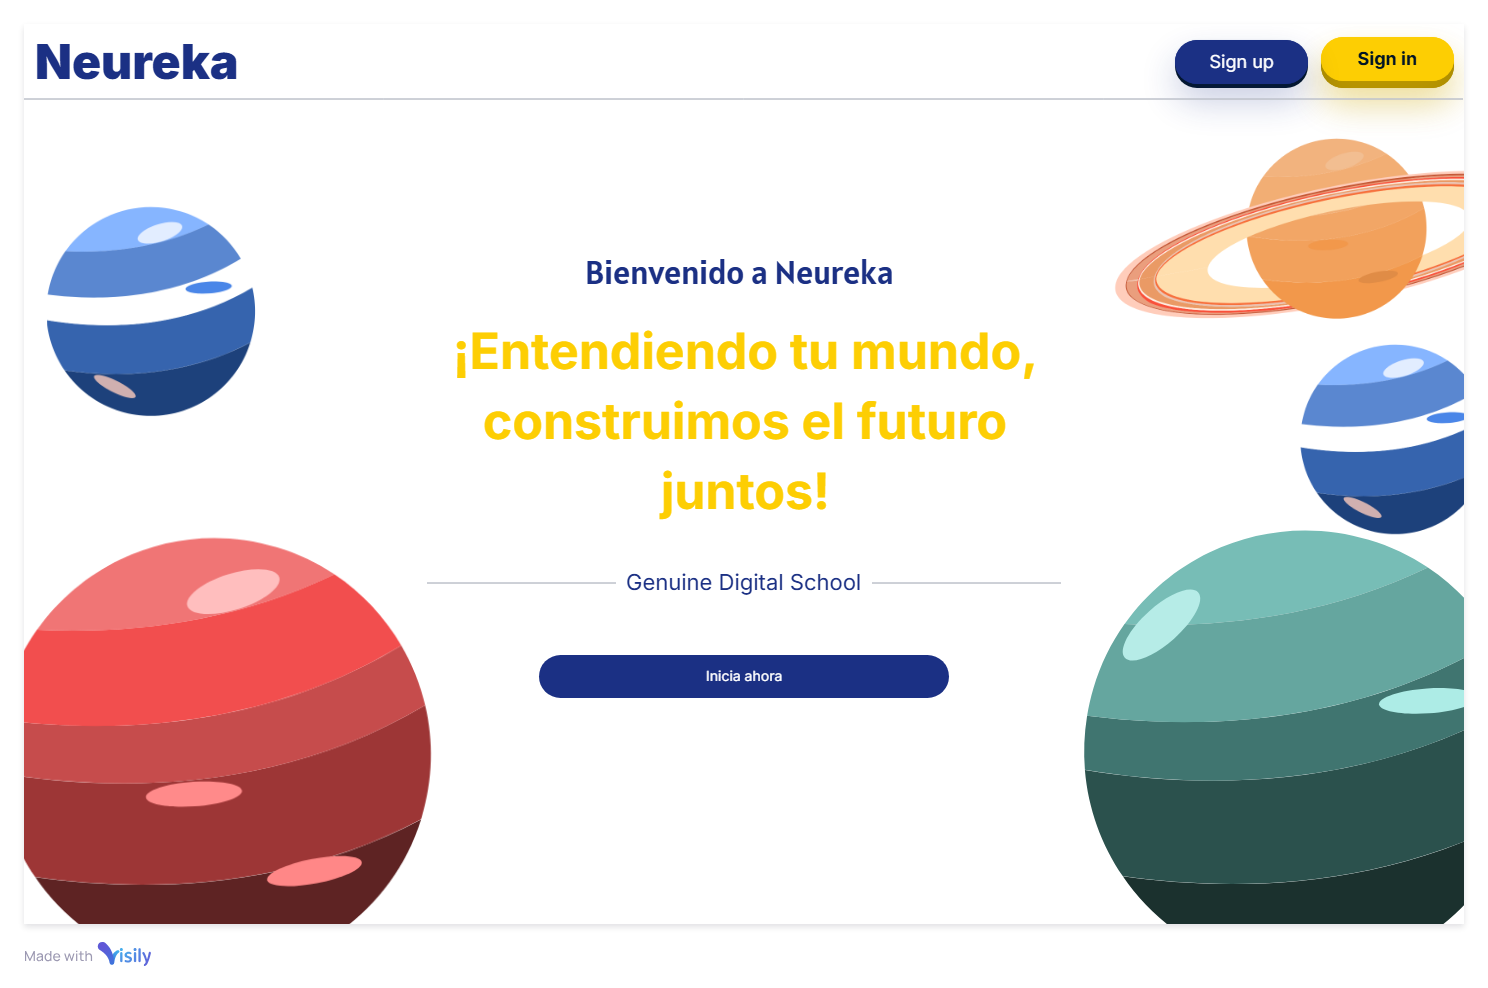 Neureka
Sign up
Sign in
Bienvenido a Neureka
¡Entendiendo tu mundo,
construimos el futuro
juntos!
Genuine Digital School
Inicia ahora
Made with Visily